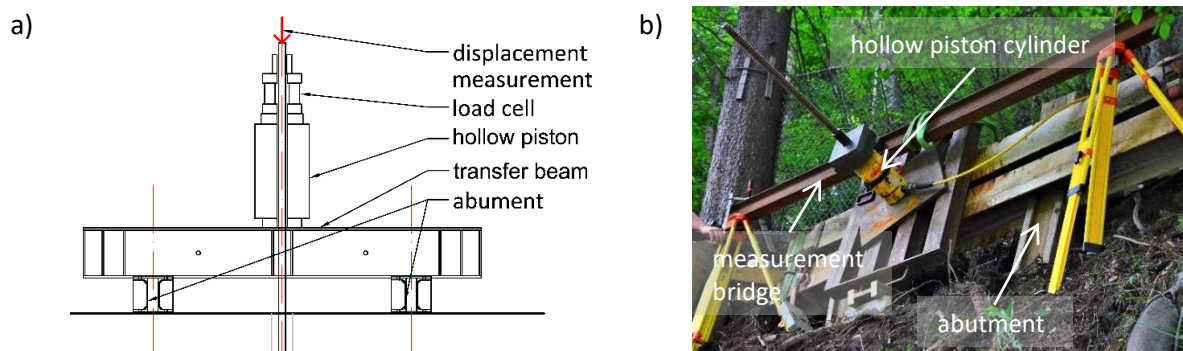 a)
displacement
measurement
load cell
hollow piston
transfer beam
abument
b)
hollow piston cylinder
measurement
bridge
abutment